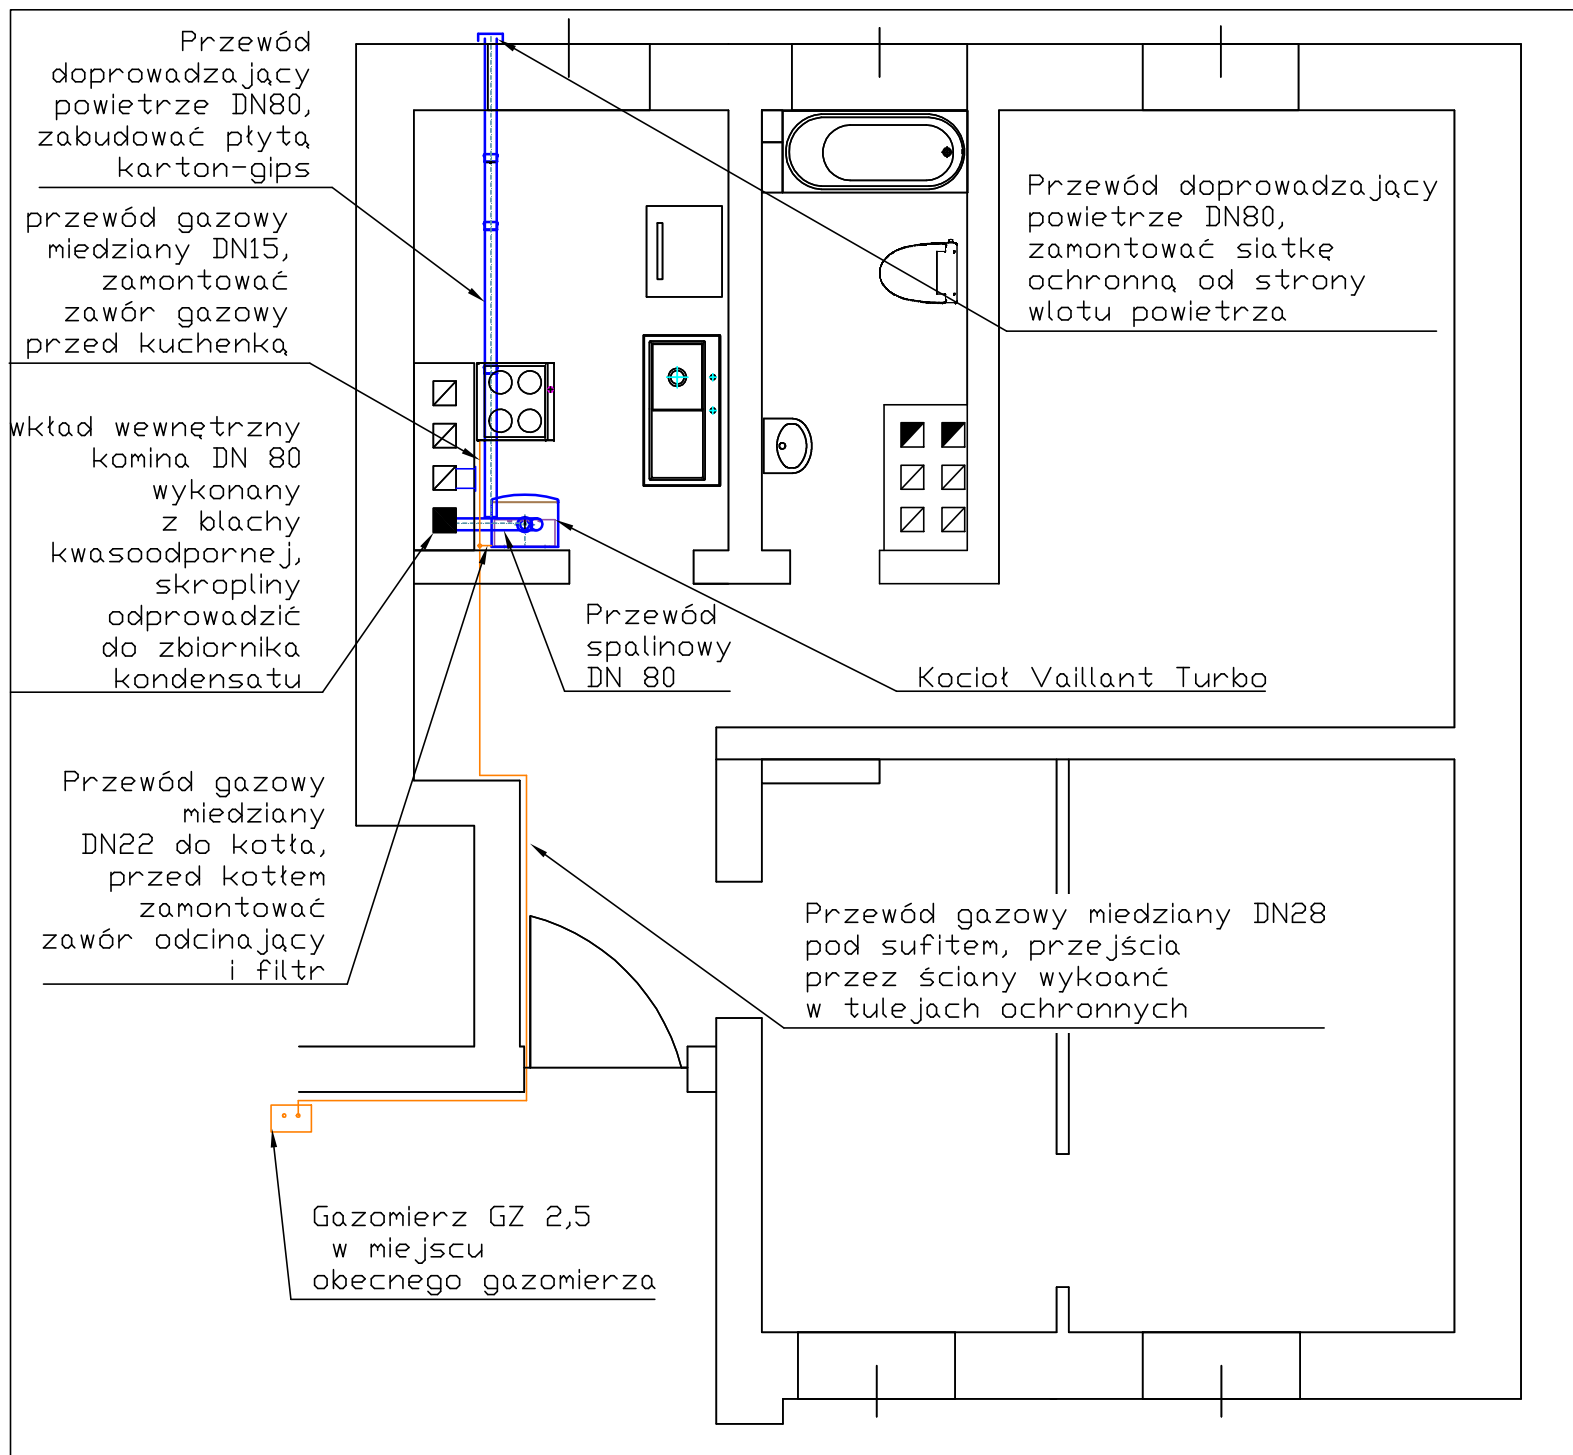 Przewód
doprowadzający
powietrze DN80,
zabudować płytą
karton-gips
przewód gazowy
miedziany DN15,
zamontować
zawór gazowy
przed kuchenką
wkład wewnętrzny
komina DN 80
wykonany
z blachy
kwasoodpornej,
skropliny
odprowadzić
do zbiornika
kondensatu
Przewód gazowy
miedziany
DN22 do kotła,
przed kotłem
zamontować
zawór odcinający
i filtr
Przewód doprowadzający
powietrze DN80,
zamontować siatkę
ochronną od strony
wlotu powietrza
Przewód
spalinowy
DN 80
Kocioł Vaillant Turbo
Przewód gazowy miedziany DN28
pod sufitem, przejścia
przez ściany wykoanć
w tulejach ochronnych
Gazomierz GZ 2,5
w miejscu
obecnego gazomierza